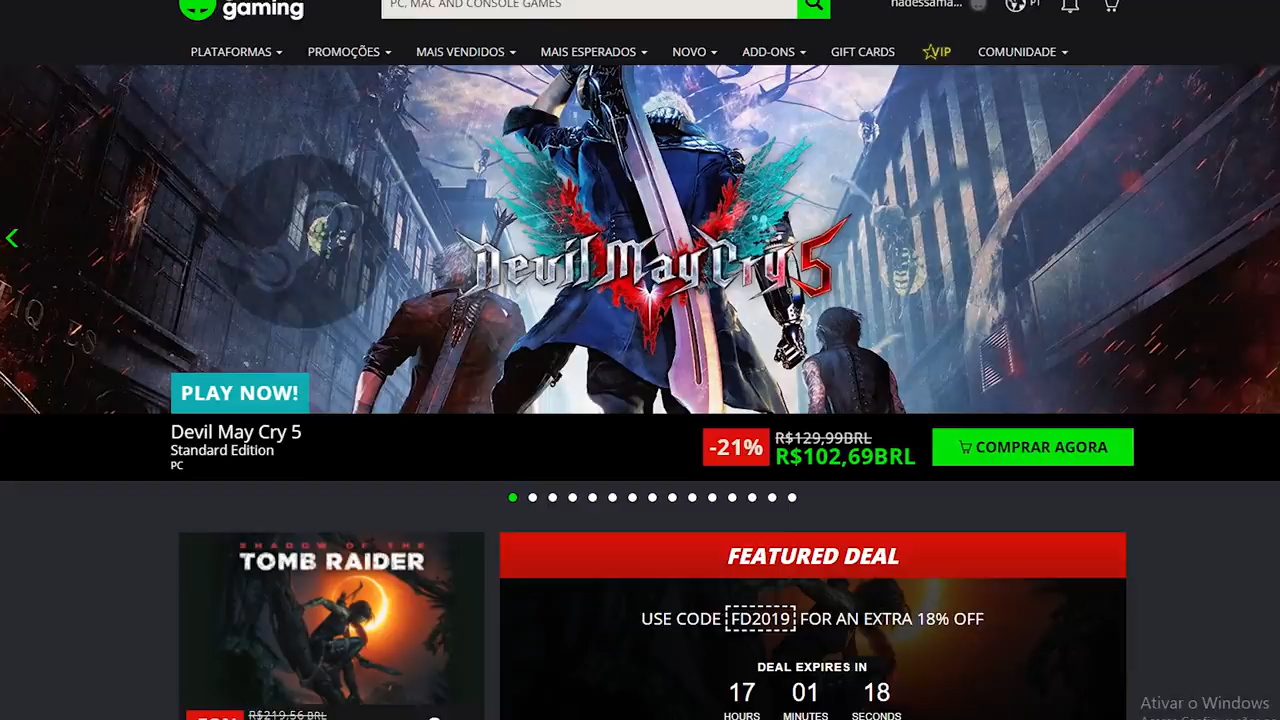 gaming
PC, MAC AND CONSOLE GAMES
hadessama...
PT
PLATAFORMAS
PROMOÇÕES
MAIS VENDIDOS
MAIS ESPERADOS
NOVO
ADD-ONS
GIFT CARDS
VIP
COMUNIDADE
Devil May Cry 5
PLAY NOW!
Devil May Cry 5
Standard Edition
PC
-21%
R$129,99BRL
R$102,69BRL
COMPRAR AGORA
SHADOW OF THE
TOMB RAIDER
R$219,56 BRL
FEATURED DEAL
USE CODE FD2019 FOR AN EXTRA 18% OFF
DEAL EXPIRES IN
17 01 18
HOURS MINUTES SECONDS
Ativar o Windows